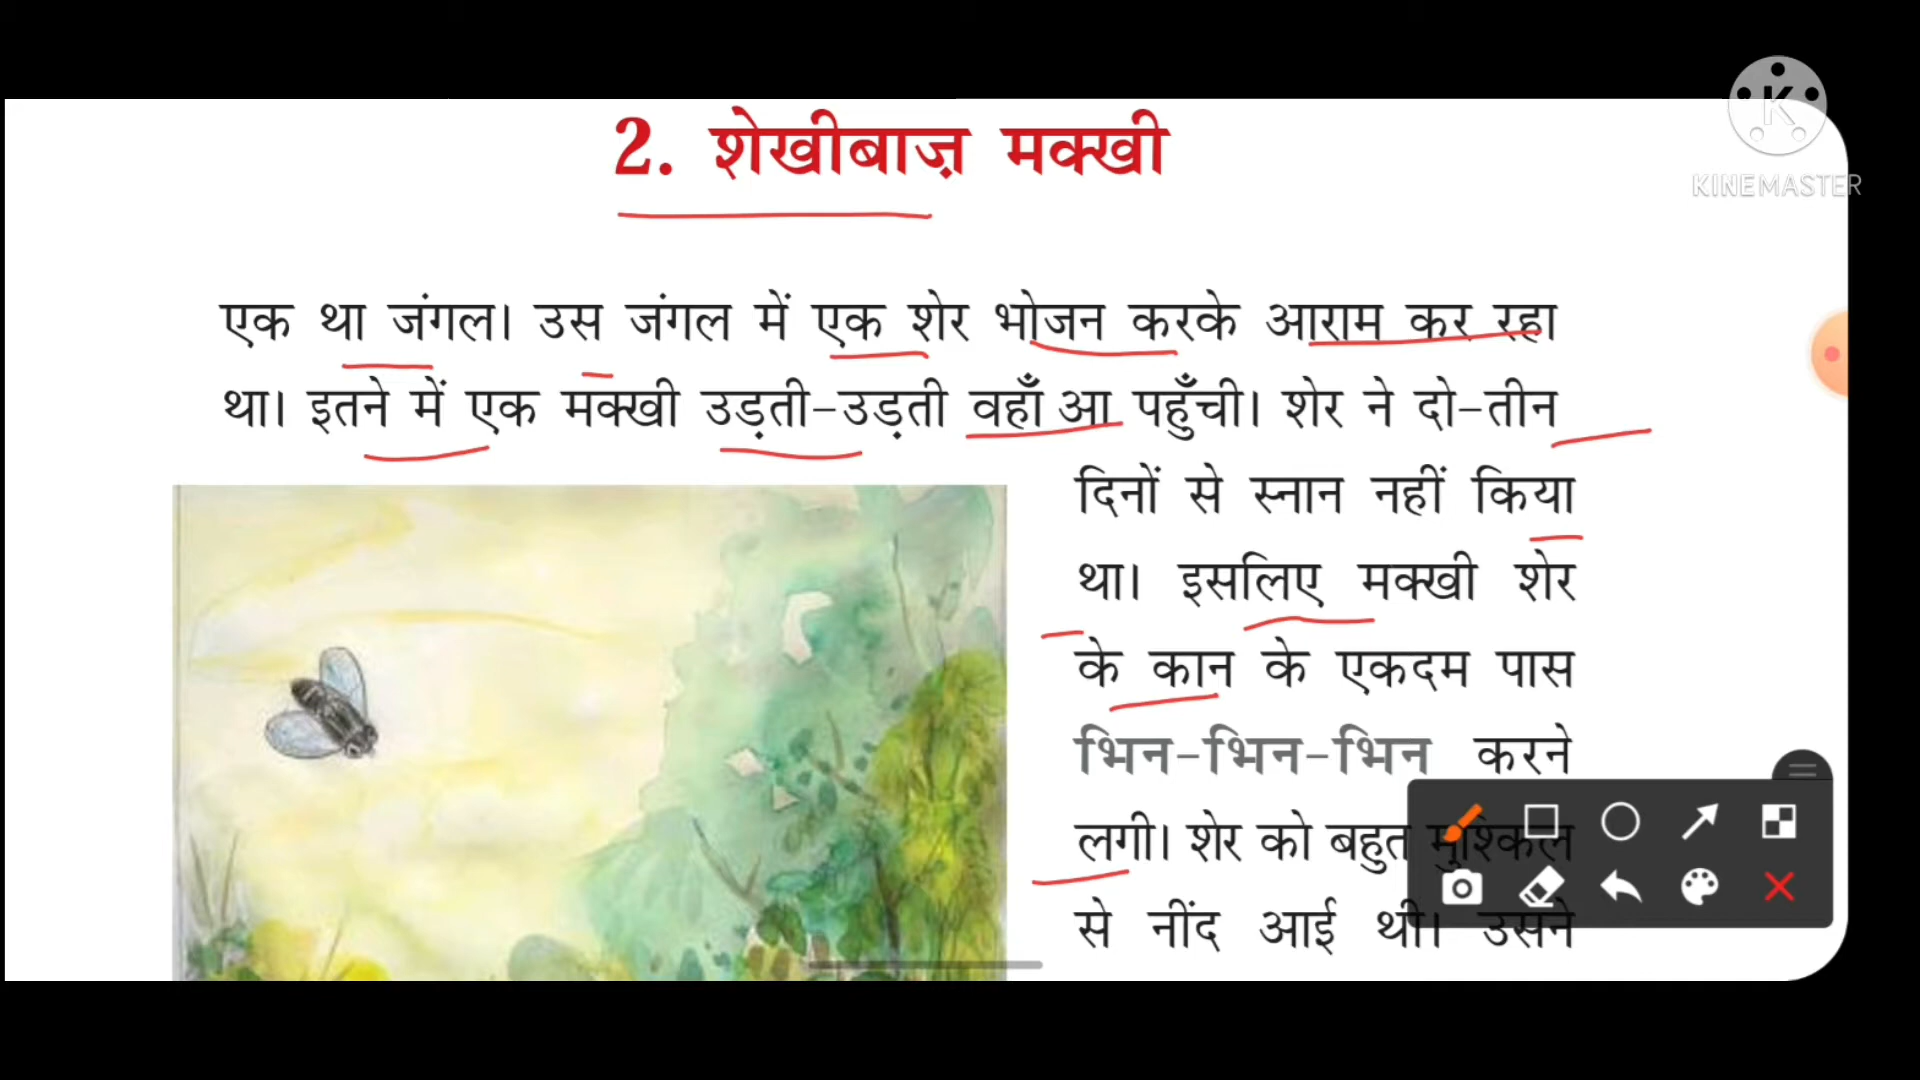 2. शेखीबाज़ मक्खी
K
KINEMASTER
एक था जंगल। उस जंगल में एक शेर भोजन करके आराम कर रहा
था। इतने में एक मक्खी उड़ती-उड़ती वहाँ आ पहुँची। शेर ने दो-तीन
दिनों से स्नान नहीं किया
था। इसलिए मक्खी शेर
के कान के एकदम पास
भिन-भिन-भिन करने
लगी। शेर को बहुत मुश्किल
से नींद आई थी। उसने